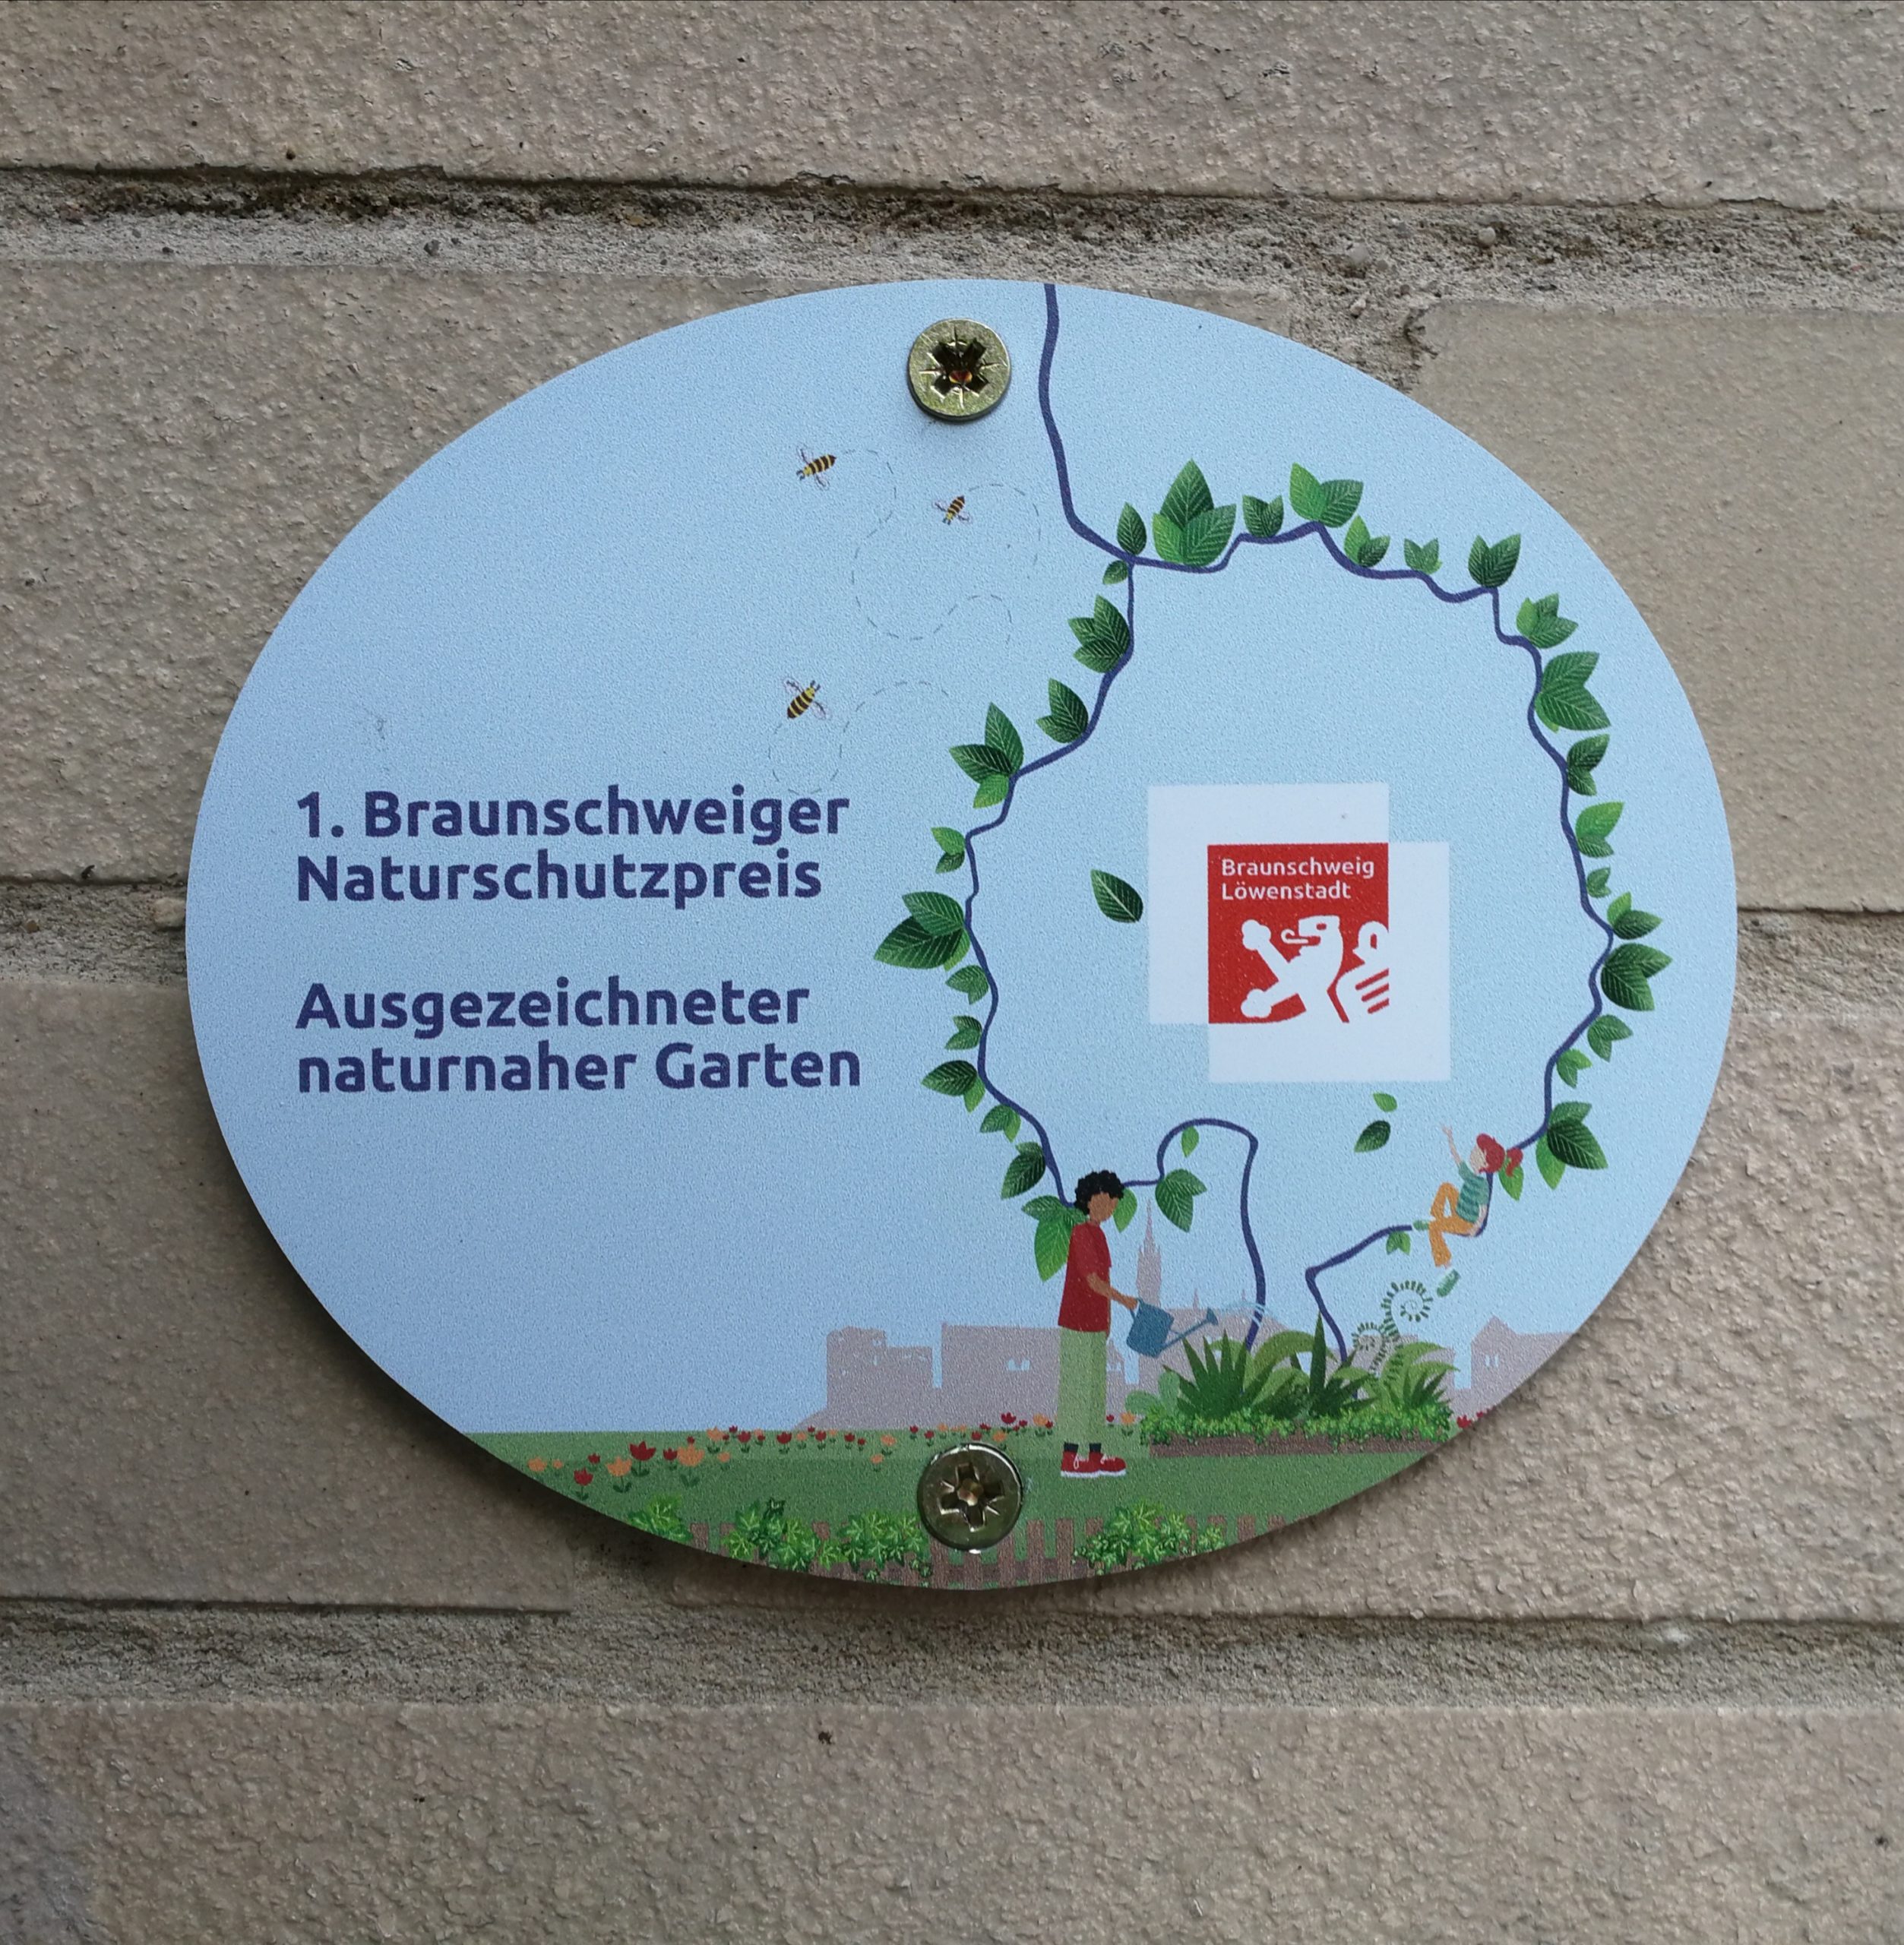 1. Braunschweiger
Naturschutzpreis
Ausgezeichneter
naturnaher Garten
Braunschweig
Löwenstadt